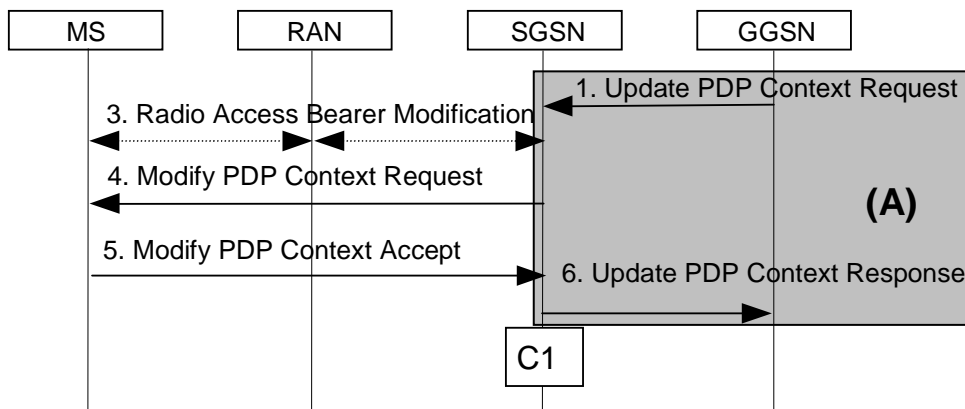 MS
RAN
SGSN
GGSN
1. Update PDP Context Request
3. Radio Access Bearer Modification
4. Modify PDP Context Request
(A)
5. Modify PDP Context Accept
6. Update PDP Context Response
C1